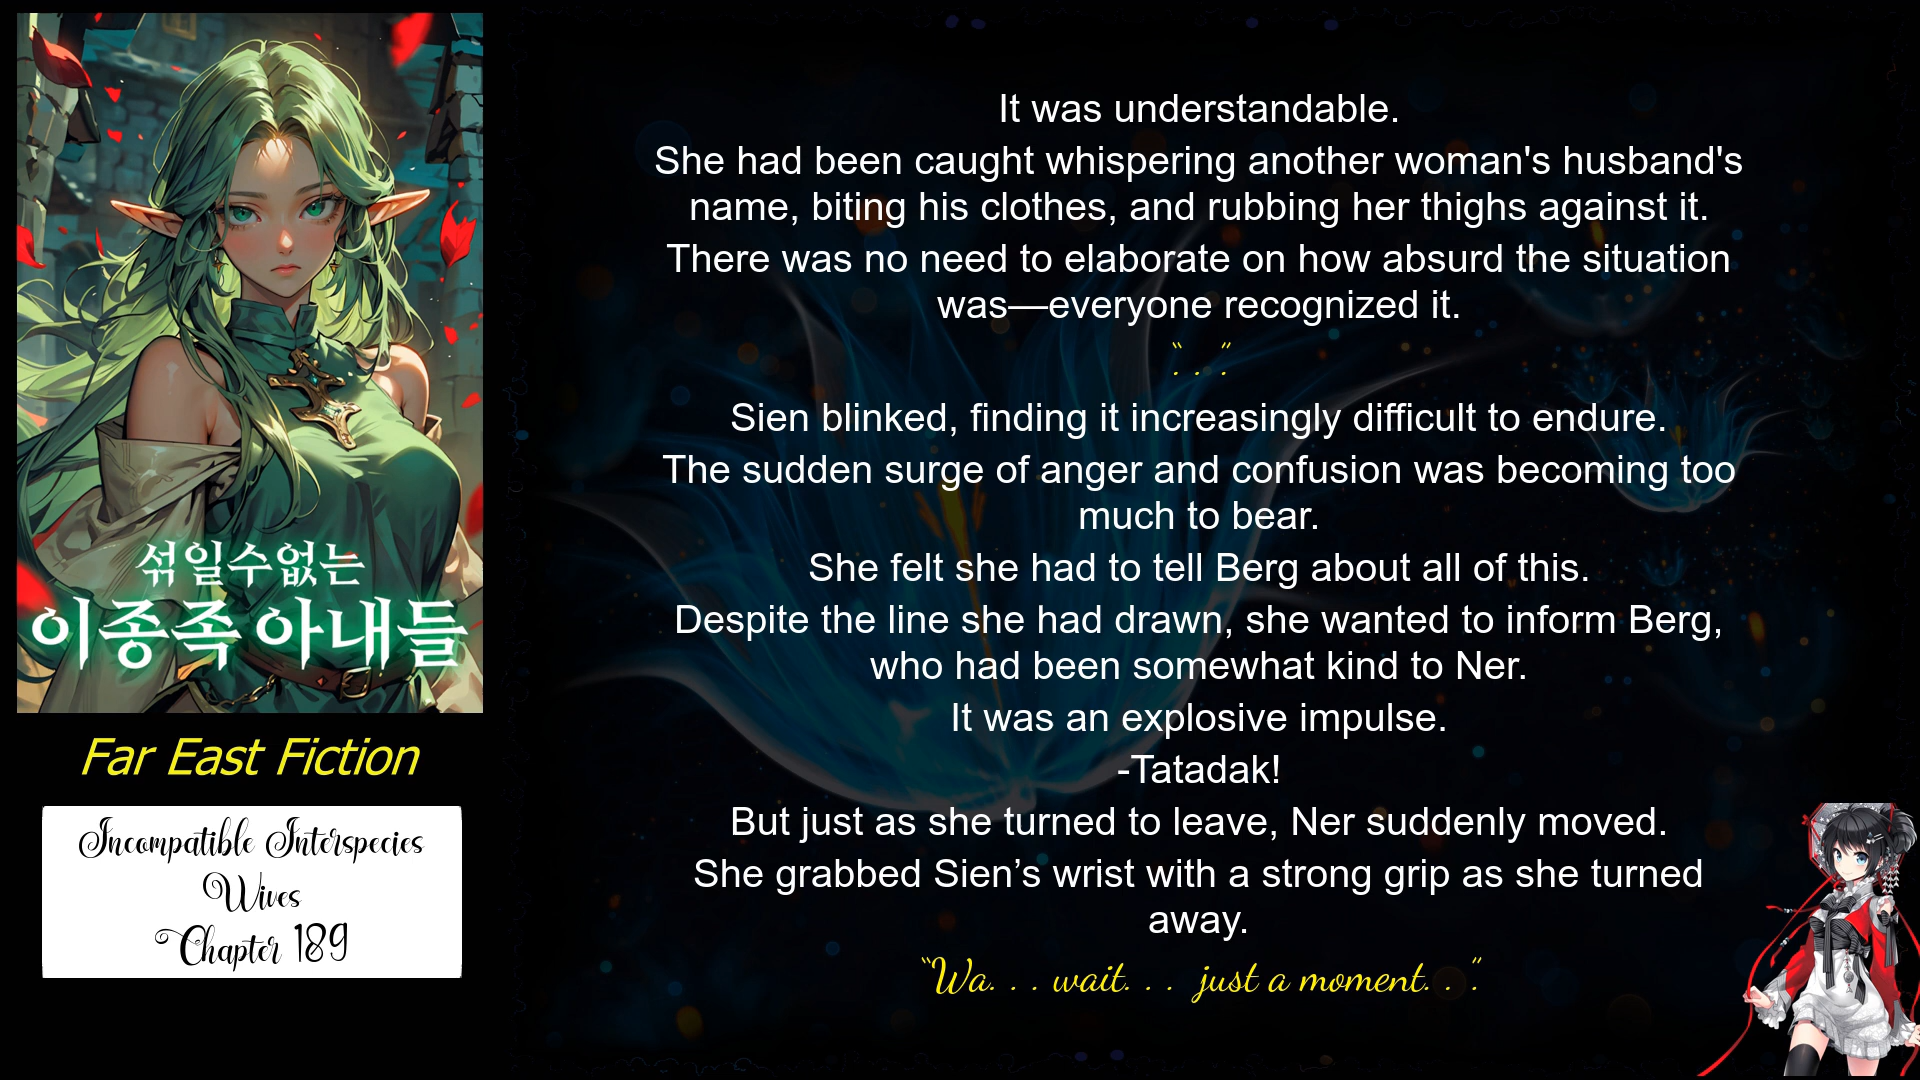 섞일수없는
이종족 아내들
Far East Fiction
Incompatible Interspecies
Wives
Chapter 189
It was understandable.
She had been caught whispering another woman's husband's
name, biting his clothes, and rubbing her thighs against it.
There was no need to elaborate on how absurd the situation
was—everyone recognized it.
“. . .”
Sien blinked, finding it increasingly difficult to endure.
The sudden surge of anger and confusion was becoming too
much to bear.
She felt she had to tell Berg about all of this.
Despite the line she had drawn, she wanted to inform Berg,
who had been somewhat kind to Ner.
It was an explosive impulse.
-Tatadak!
But just as she turned to leave, Ner suddenly moved.
She grabbed Sien’s wrist with a strong grip as she turned
away.
“Wa. . . wait. . . just a moment. . .”